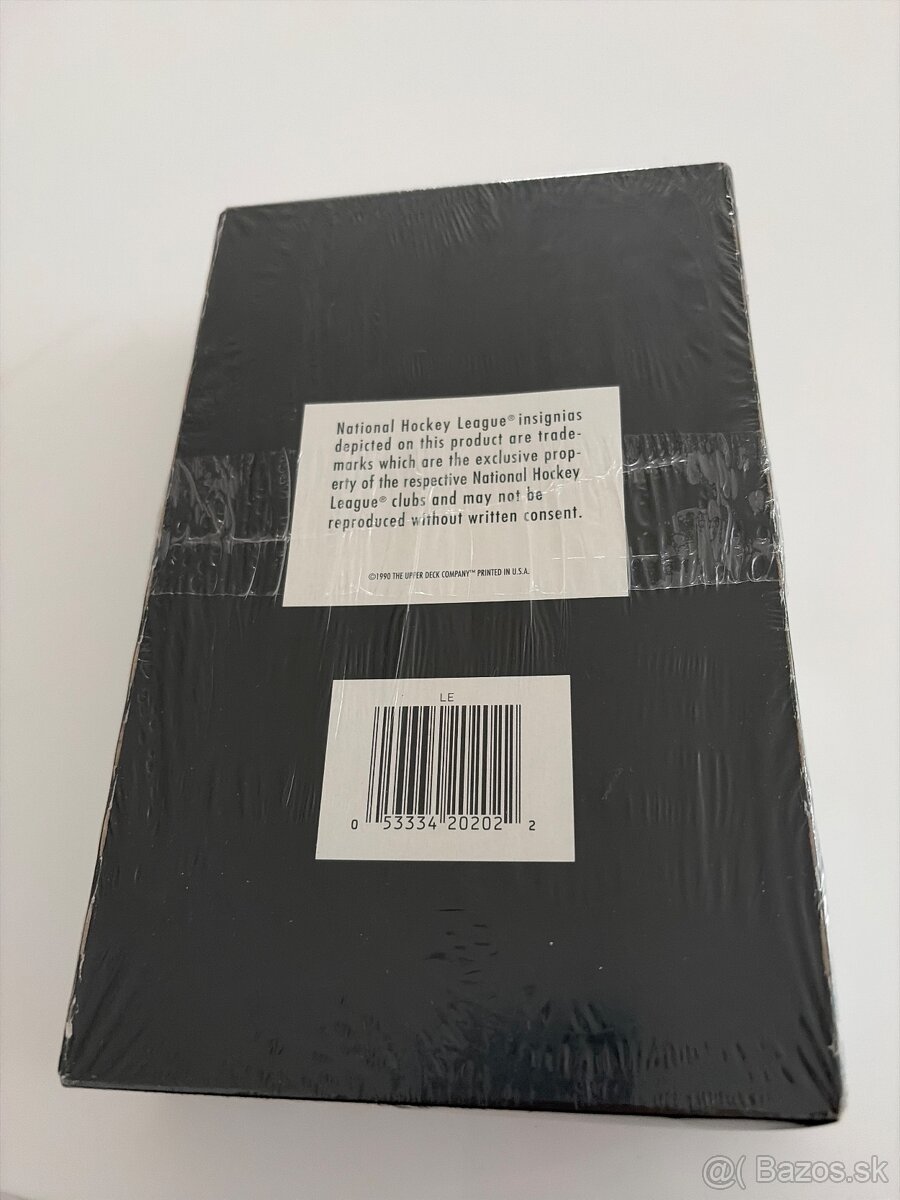 National Hockey League® insignias
depicted on this product are trade-
marks which are the exclusive prop-
erty of the respective National Hockey
League® clubs and may not be
reproduced without written consent.
©1990 THE UPPER DECK COMPANY™ PRINTED IN U.S.A.
LE
0 53334 20202 2
@( Bazos.sk